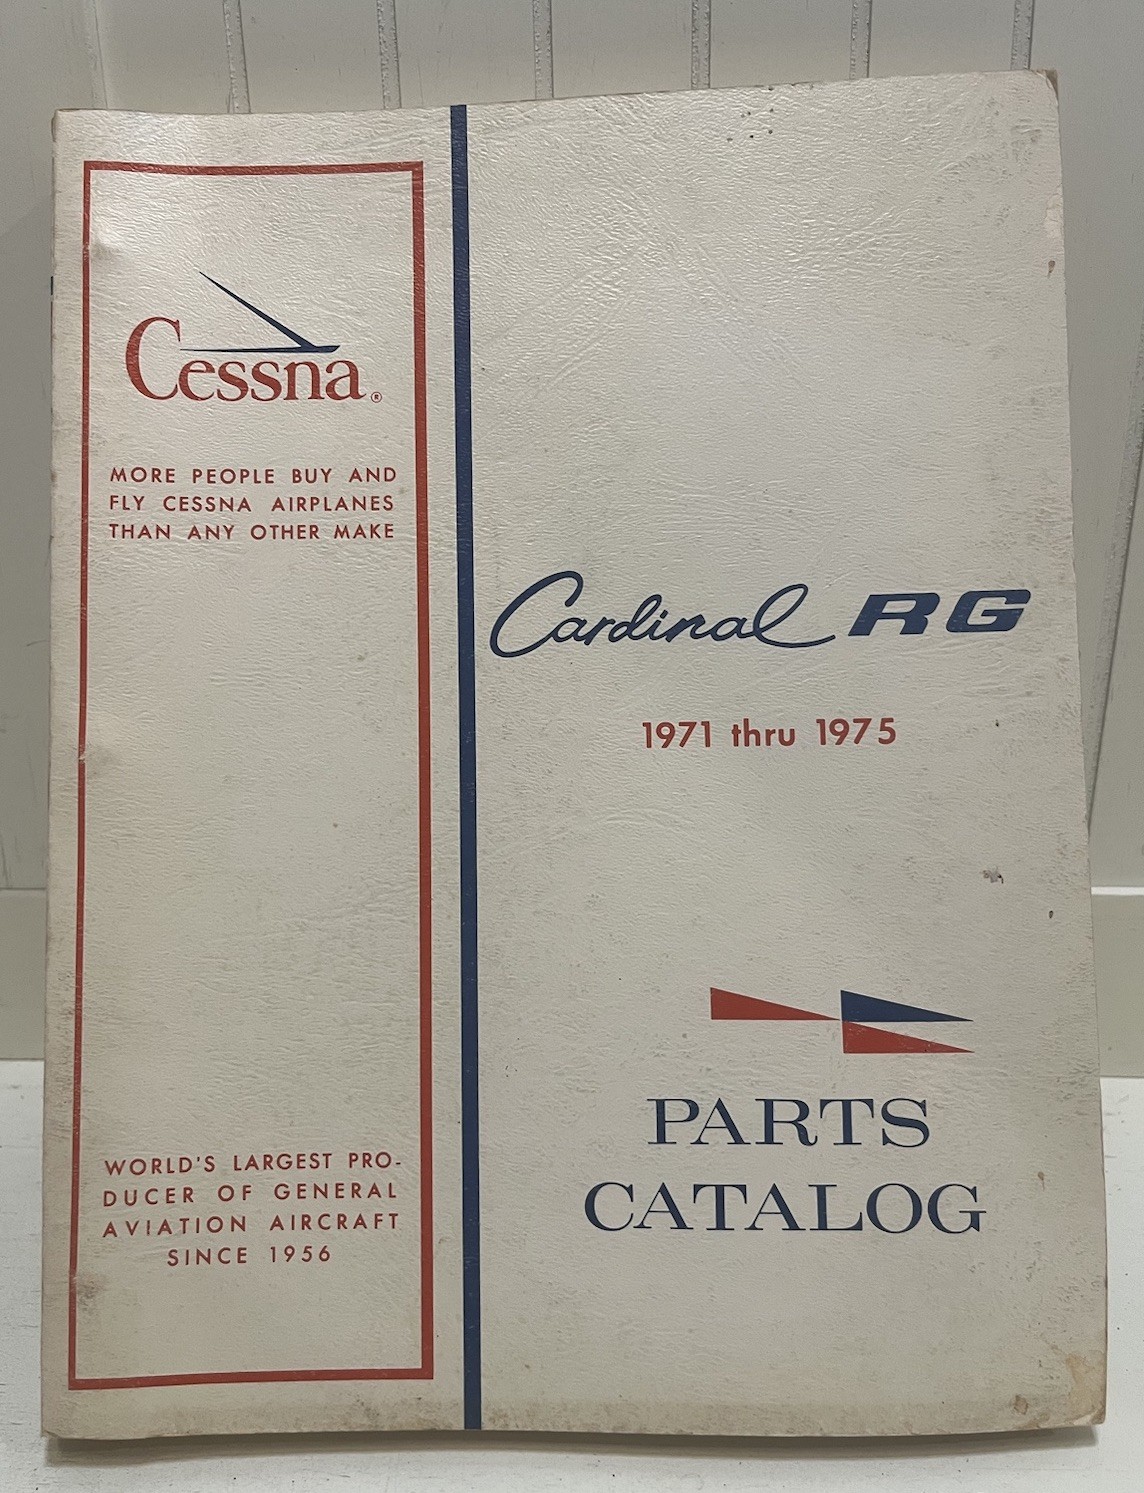 Cessna®
MORE PEOPLE BUY AND
FLY CESSNA AIRPLANES
THAN ANY OTHER MAKE
Cardinal RG
1971 thru 1975
PARTS
CATALOG
WORLD'S LARGEST PRO-
DUCER OF GENERAL
AVIATION AIRCRAFT
SINCE 1956